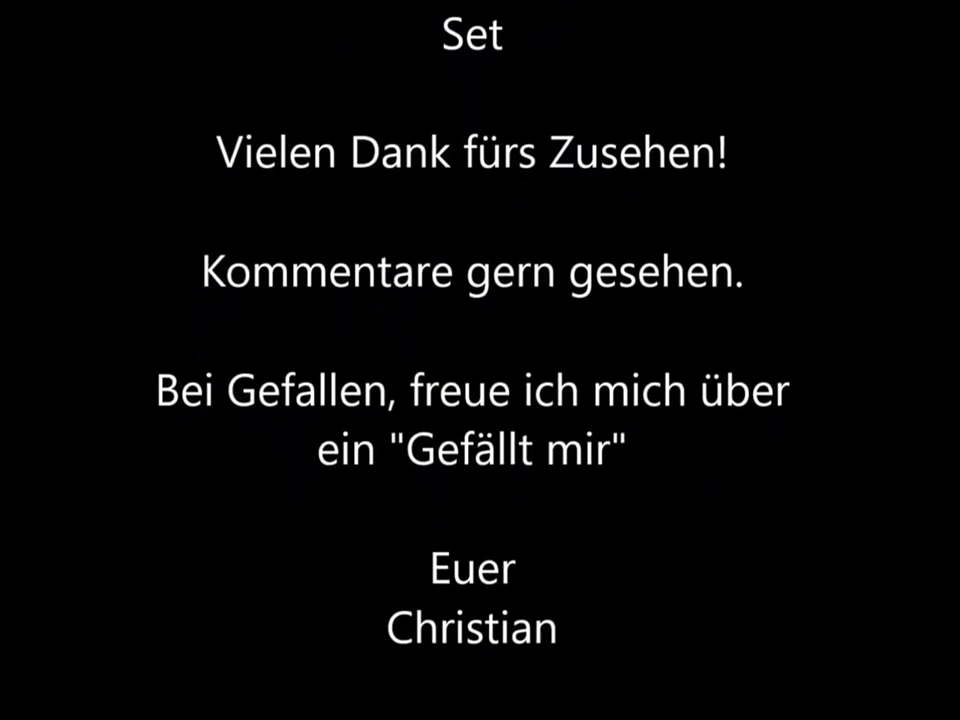 Set
Vielen Dank fürs Zusehen!
Kommentare gern gesehen.
Bei Gefallen, freue ich mich über
ein "Gefällt mir"
Euer
Christian